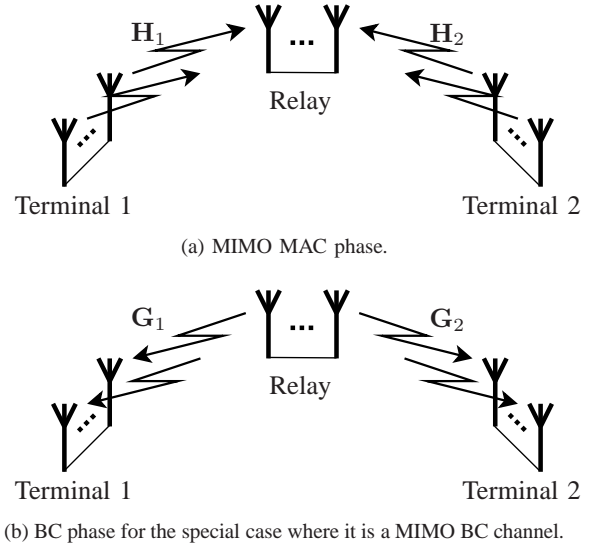 H₁ H₂
Relay
Terminal 1 Terminal 2
(a) MIMO MAC phase.
G₁ G₂
Relay
Terminal 1 Terminal 2
(b) BC phase for the special case where it is a MIMO BC channel.